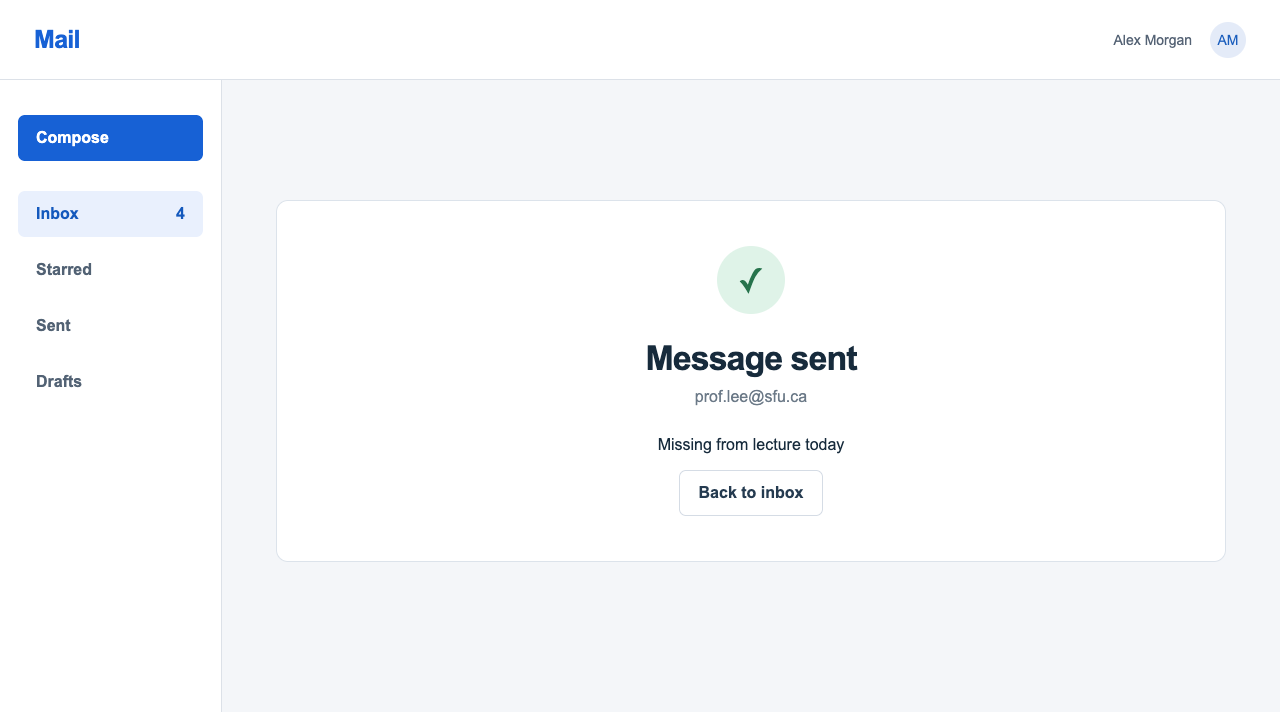 Mail
Alex Morgan
AM
Compose
Inbox 4
Starred
Sent
Drafts
Message sent
prof.lee@sfu.ca
Missing from lecture today
Back to inbox